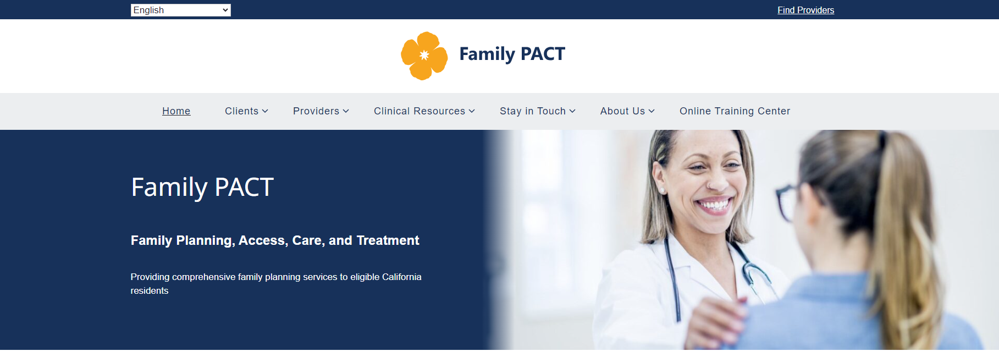 English
Find Providers
Family PACT
Home
Clients
Providers
Clinical Resources
Stay in Touch
About Us
Online Training Center
Family PACT
Family Planning, Access, Care, and Treatment
Providing comprehensive family planning services to eligible California
residents